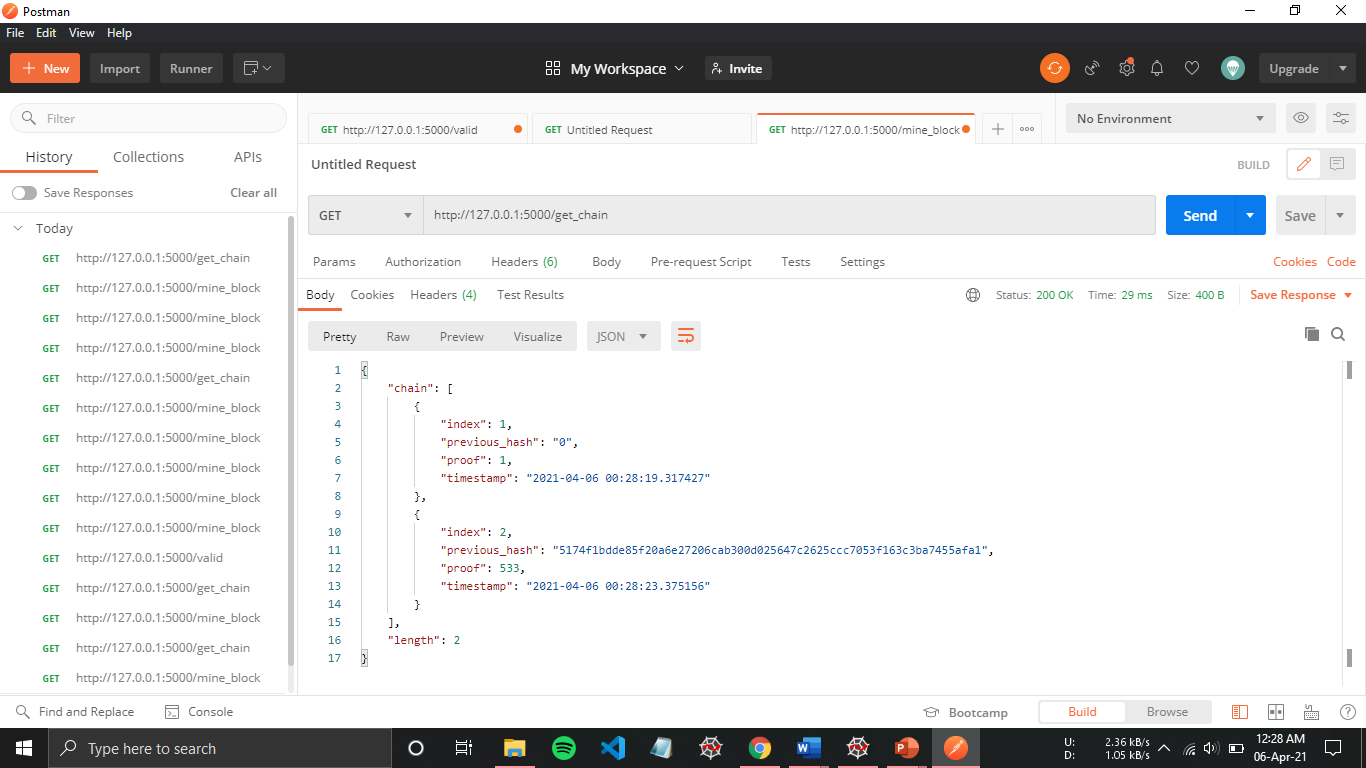 Postman
File Edit View Help
+ New Import Runner My Workspace Invite Upgrade
Filter
History Collections APIs
Save Responses Clear all
Today
GET http://127.0.0.1:5000/get_chain
GET http://127.0.0.1:5000/mine_block
GET http://127.0.0.1:5000/mine_block
GET http://127.0.0.1:5000/mine_block
GET http://127.0.0.1:5000/get_chain
GET http://127.0.0.1:5000/mine_block
GET http://127.0.0.1:5000/mine_block
GET http://127.0.0.1:5000/mine_block
GET http://127.0.0.1:5000/mine_block
GET http://127.0.0.1:5000/mine_block
GET http://127.0.0.1:5000/valid
GET http://127.0.0.1:5000/get_chain
GET http://127.0.0.1:5000/mine_block
GET http://127.0.0.1:5000/get_chain
GET http://127.0.0.1:5000/mine_block
GET http://127.0.0.1:5000/valid GET Untitled Request GET http://127.0.0.1:5000/mine_block + ooo No Environment
Untitled Request BUILD
GET http://127.0.0.1:5000/get_chain Send Save
Params Authorization Headers (6) Body Pre-request Script Tests Settings Cookies Code
Body Cookies Headers (4) Test Results Status: 200 OK Time: 29 ms Size: 400 B Save Response
Pretty Raw Preview Visualize JSON
1 {
2 "chain": [
3 {
4 "index": 1,
5 "previous_hash": "0",
6 "proof": 1,
7 "timestamp": "2021-04-06 00:28:19.317427"
8 },
9 {
10 "index": 2,
11 "previous_hash": "5174f1bdde85f20a6e27206cab300d025647c2625ccc7053f163c3ba7455afa1",
12 "proof": 533,
13 "timestamp": "2021-04-06 00:28:23.375156"
14 }
15 ],
16 "length": 2
17 }
Find and Replace Console Bootcamp Build Browse
Type here to search
U: 2.36 kB/s
D: 1.05 kB/s
12:28 AM
06-Apr-21